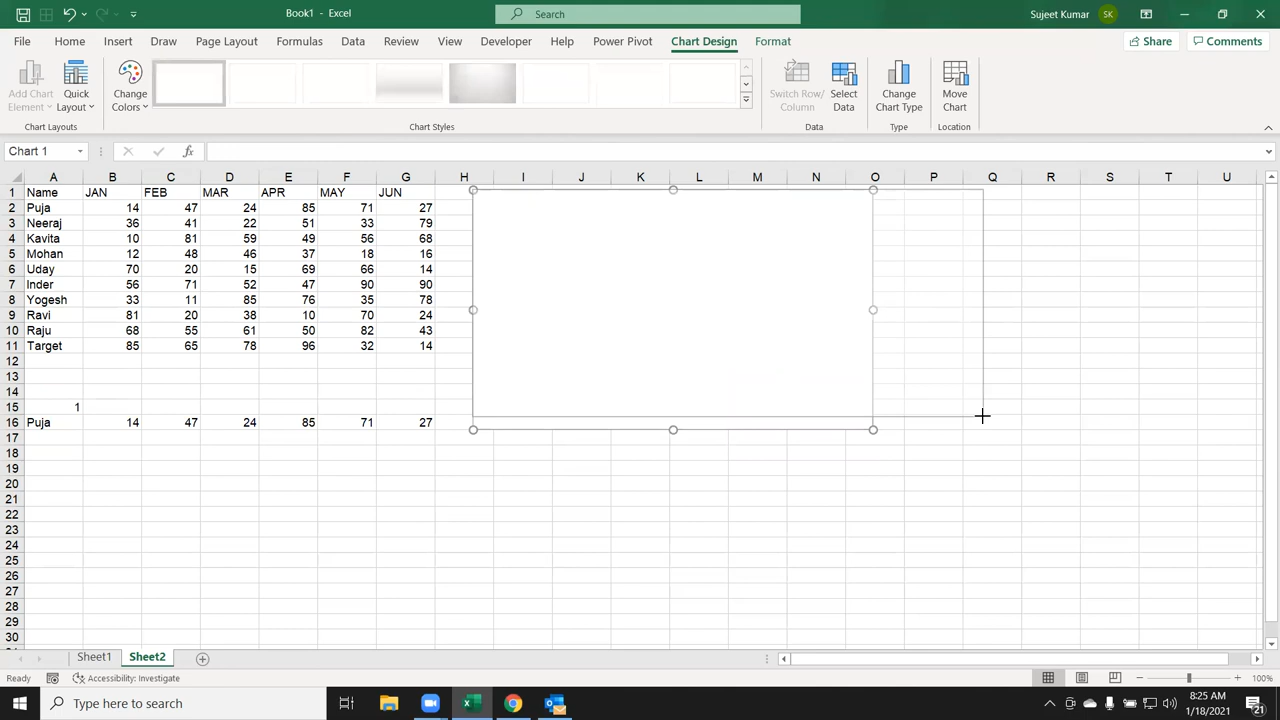 Book1 - Excel
Search
Sujeet Kumar
SK
File Home Insert Draw Page Layout Formulas Data Review View Developer Help Power Pivot Chart Design Format
Share
Comments
Add Chart Element
Quick Layout
Change Colors
Switch Row/ Column
Select Data
Change Chart Type
Move Chart
Chart Layouts
Chart Styles
Data
Type
Location
Chart 1
fx
A B C D E F G H I J K L M N O P Q R S T U
1 Name JAN FEB MAR APR MAY JUN
2 Puja 14 47 24 85 71 27
3 Neeraj 36 41 22 51 33 79
4 Kavita 10 81 59 49 56 68
5 Mohan 12 48 46 37 18 16
6 Uday 70 20 15 69 66 14
7 Inder 56 71 52 47 90 90
8 Yogesh 33 11 85 76 35 78
9 Ravi 81 20 38 10 70 24
10 Raju 68 55 61 50 82 43
11 Target 85 65 78 96 32 14
12
13
14
15 1
16 Puja 14 47 24 85 71 27
17
18
19
20
21
22
23
24
25
26
27
28
29
30
Sheet1 Sheet2
Ready
Accessibility: Investigate
100%
Type here to search
8:25 AM
1/18/2021
21